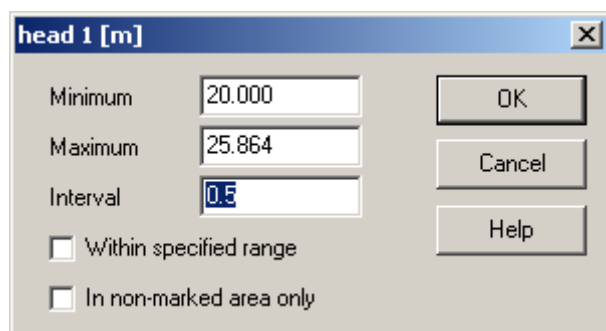 head 1 [m]
Minimum 20.000 OK
Maximum 25.864
Cancel
Interval 0.5
Help
Within specified range
In non-marked area only